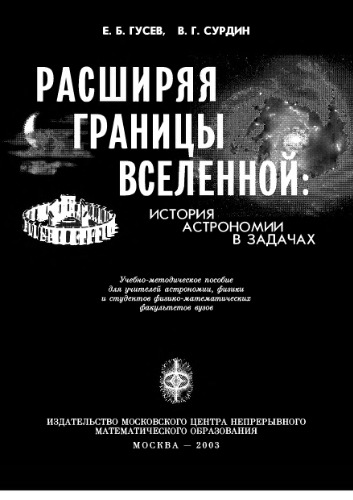 Е. Б. ГУСЕВ, В. Г. СУРДИН
РАСШИРЯЯ
ГРАНИЦЫ
ВСЕЛЕННОЙ:
ИСТОРИЯ
АСТРОНОМИИ
В ЗАДАЧАХ
Учебно-методическое пособие
для учителей астрономии, физики
и студентов физико-математических
факультетов вузов
ИЗДАТЕЛЬСТВО МОСКОВСКОГО ЦЕНТРА НЕПРЕРЫВНОГО
МАТЕМАТИЧЕСКОГО ОБРАЗОВАНИЯ
МОСКВА — 2003